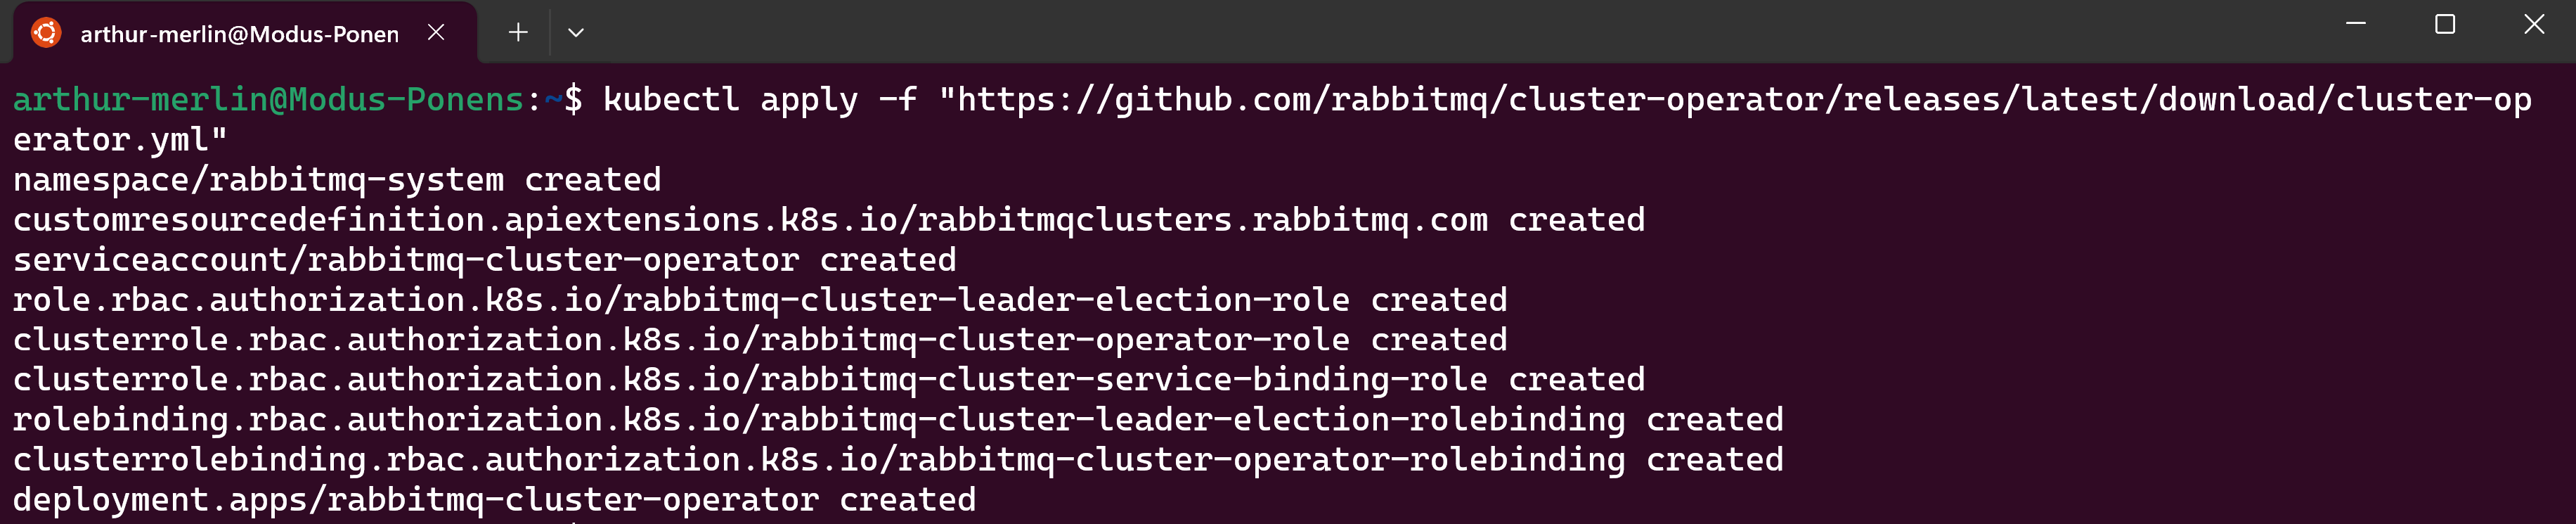 arthur-merlin@Modus-Ponen
arthur-merlin@Modus-Ponens:~$ kubectl apply -f "https://github.com/rabbitmq/cluster-operator/releases/latest/download/cluster-op
erator.yml"
namespace/rabbitmq-system created
customresourcedefinition.apiextensions.k8s.io/rabbitmqclusters.rabbitmq.com created
serviceaccount/rabbitmq-cluster-operator created
role.rbac.authorization.k8s.io/rabbitmq-cluster-leader-election-role created
clusterrole.rbac.authorization.k8s.io/rabbitmq-cluster-operator-role created
clusterrole.rbac.authorization.k8s.io/rabbitmq-cluster-service-binding-role created
rolebinding.rbac.authorization.k8s.io/rabbitmq-cluster-leader-election-rolebinding created
clusterrolebinding.rbac.authorization.k8s.io/rabbitmq-cluster-operator-rolebinding created
deployment.apps/rabbitmq-cluster-operator created